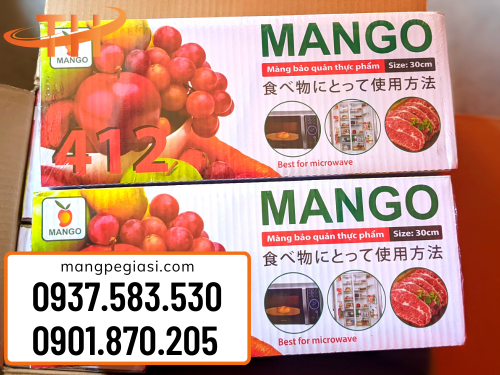 TH
MANGO
412
MANGO
Màng bảo quản thực phẩm Size: 30cm
食べ物にとって使用方法
Best for microwave
MANGO
MANGO
Màng bảo quản thực phẩm Size: 30cm
食べ物にとって使用方法
Best for microwave
mangpegiasi.com
0937.583.530
0901.870.205